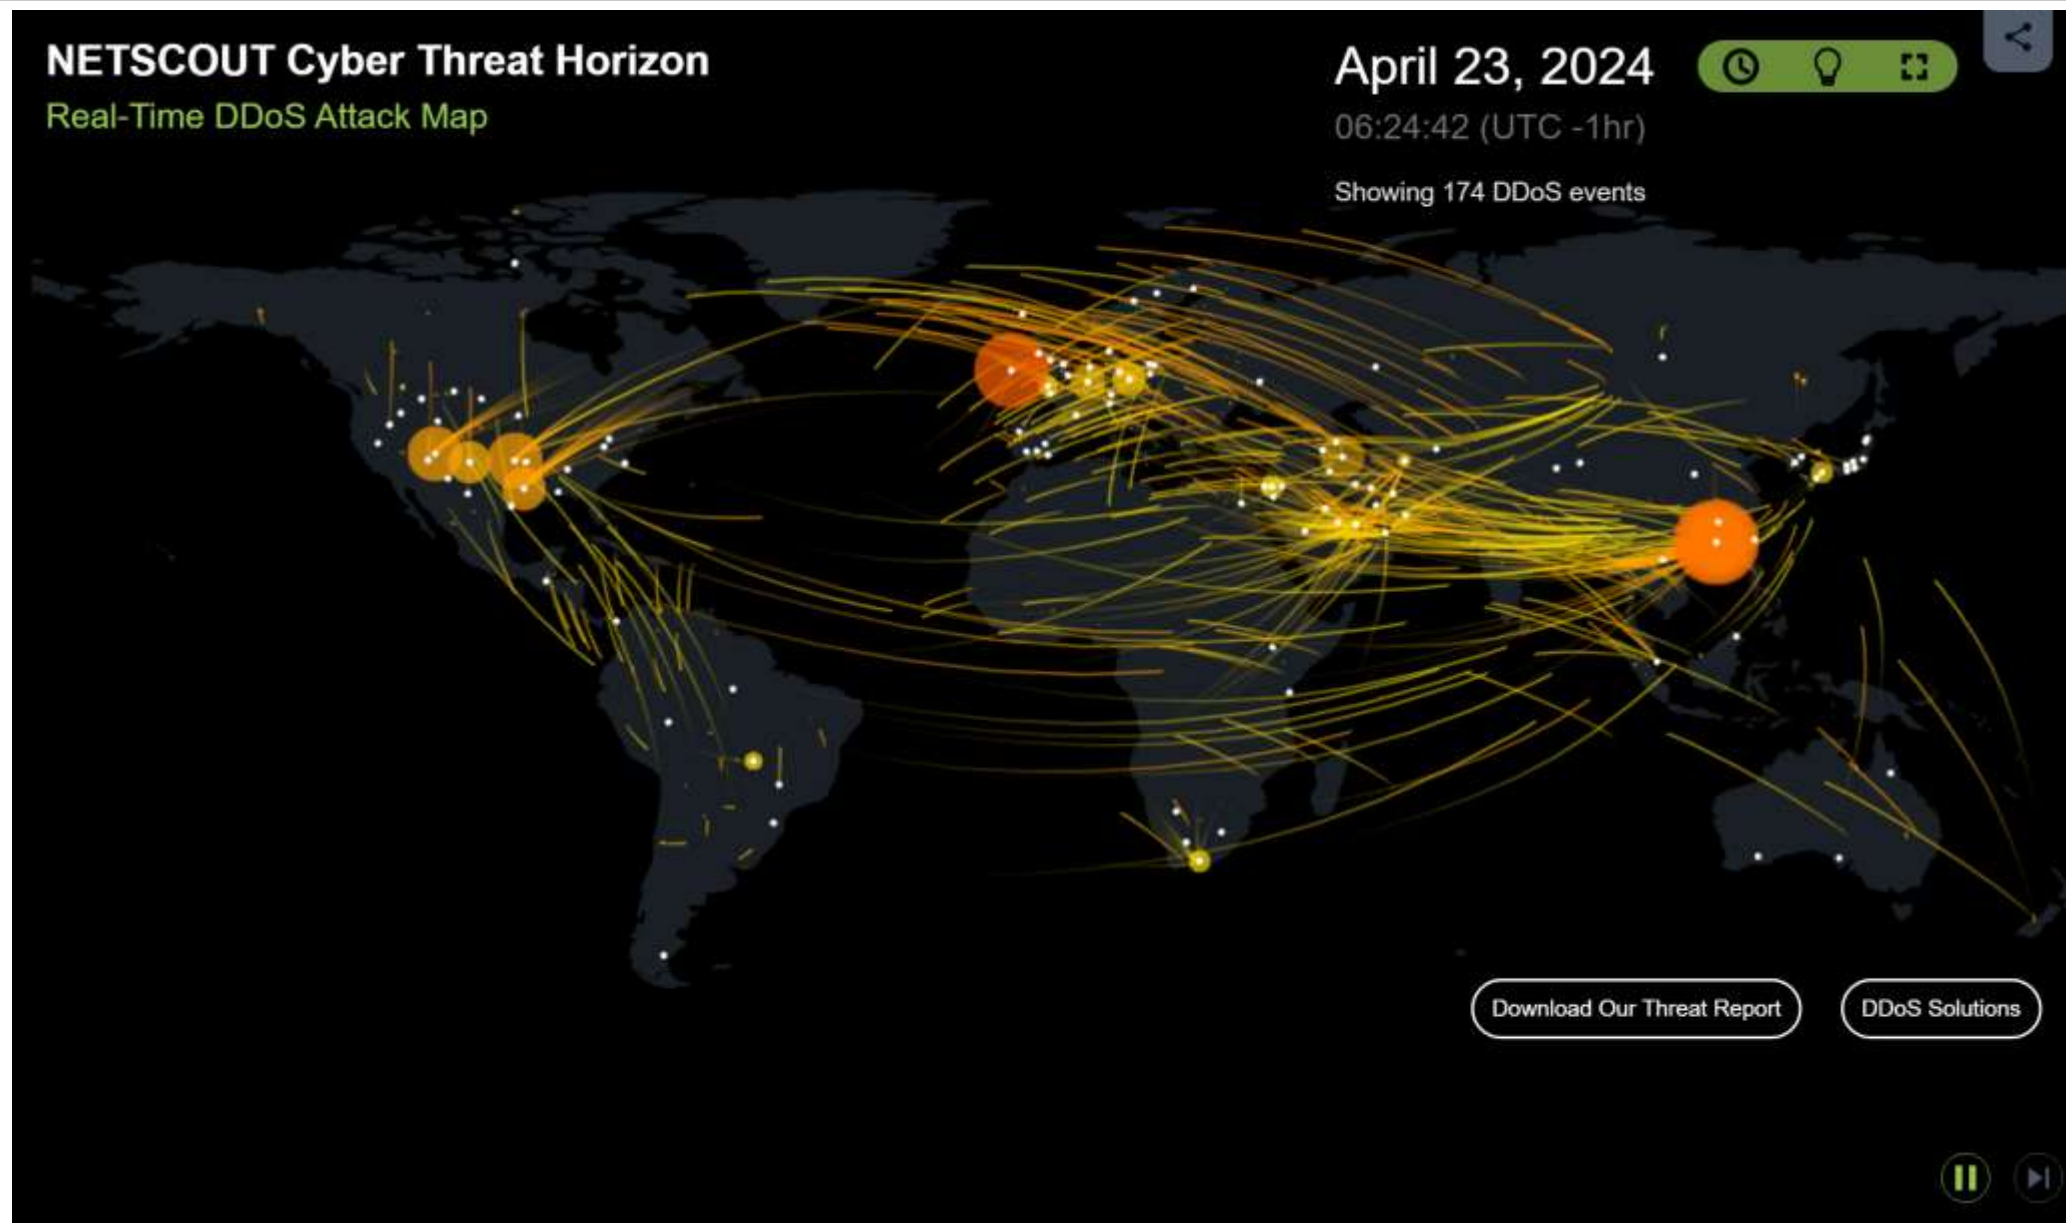 NETSCOUT Cyber Threat Horizon
Real-Time DDoS Attack Map
April 23, 2024
06:24:42 (UTC -1hr)
Showing 174 DDoS events
Download Our Threat Report
DDoS Solutions